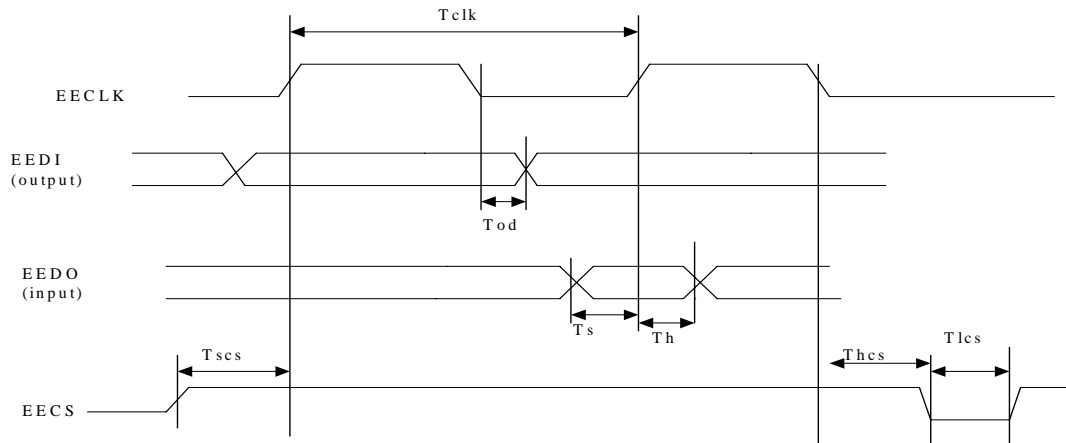 Tclk
EECLK
EEDI
(output)
Tod
EEDO
(input)
Ts
Th
Tscs
Thcs
Tlcs
EECS